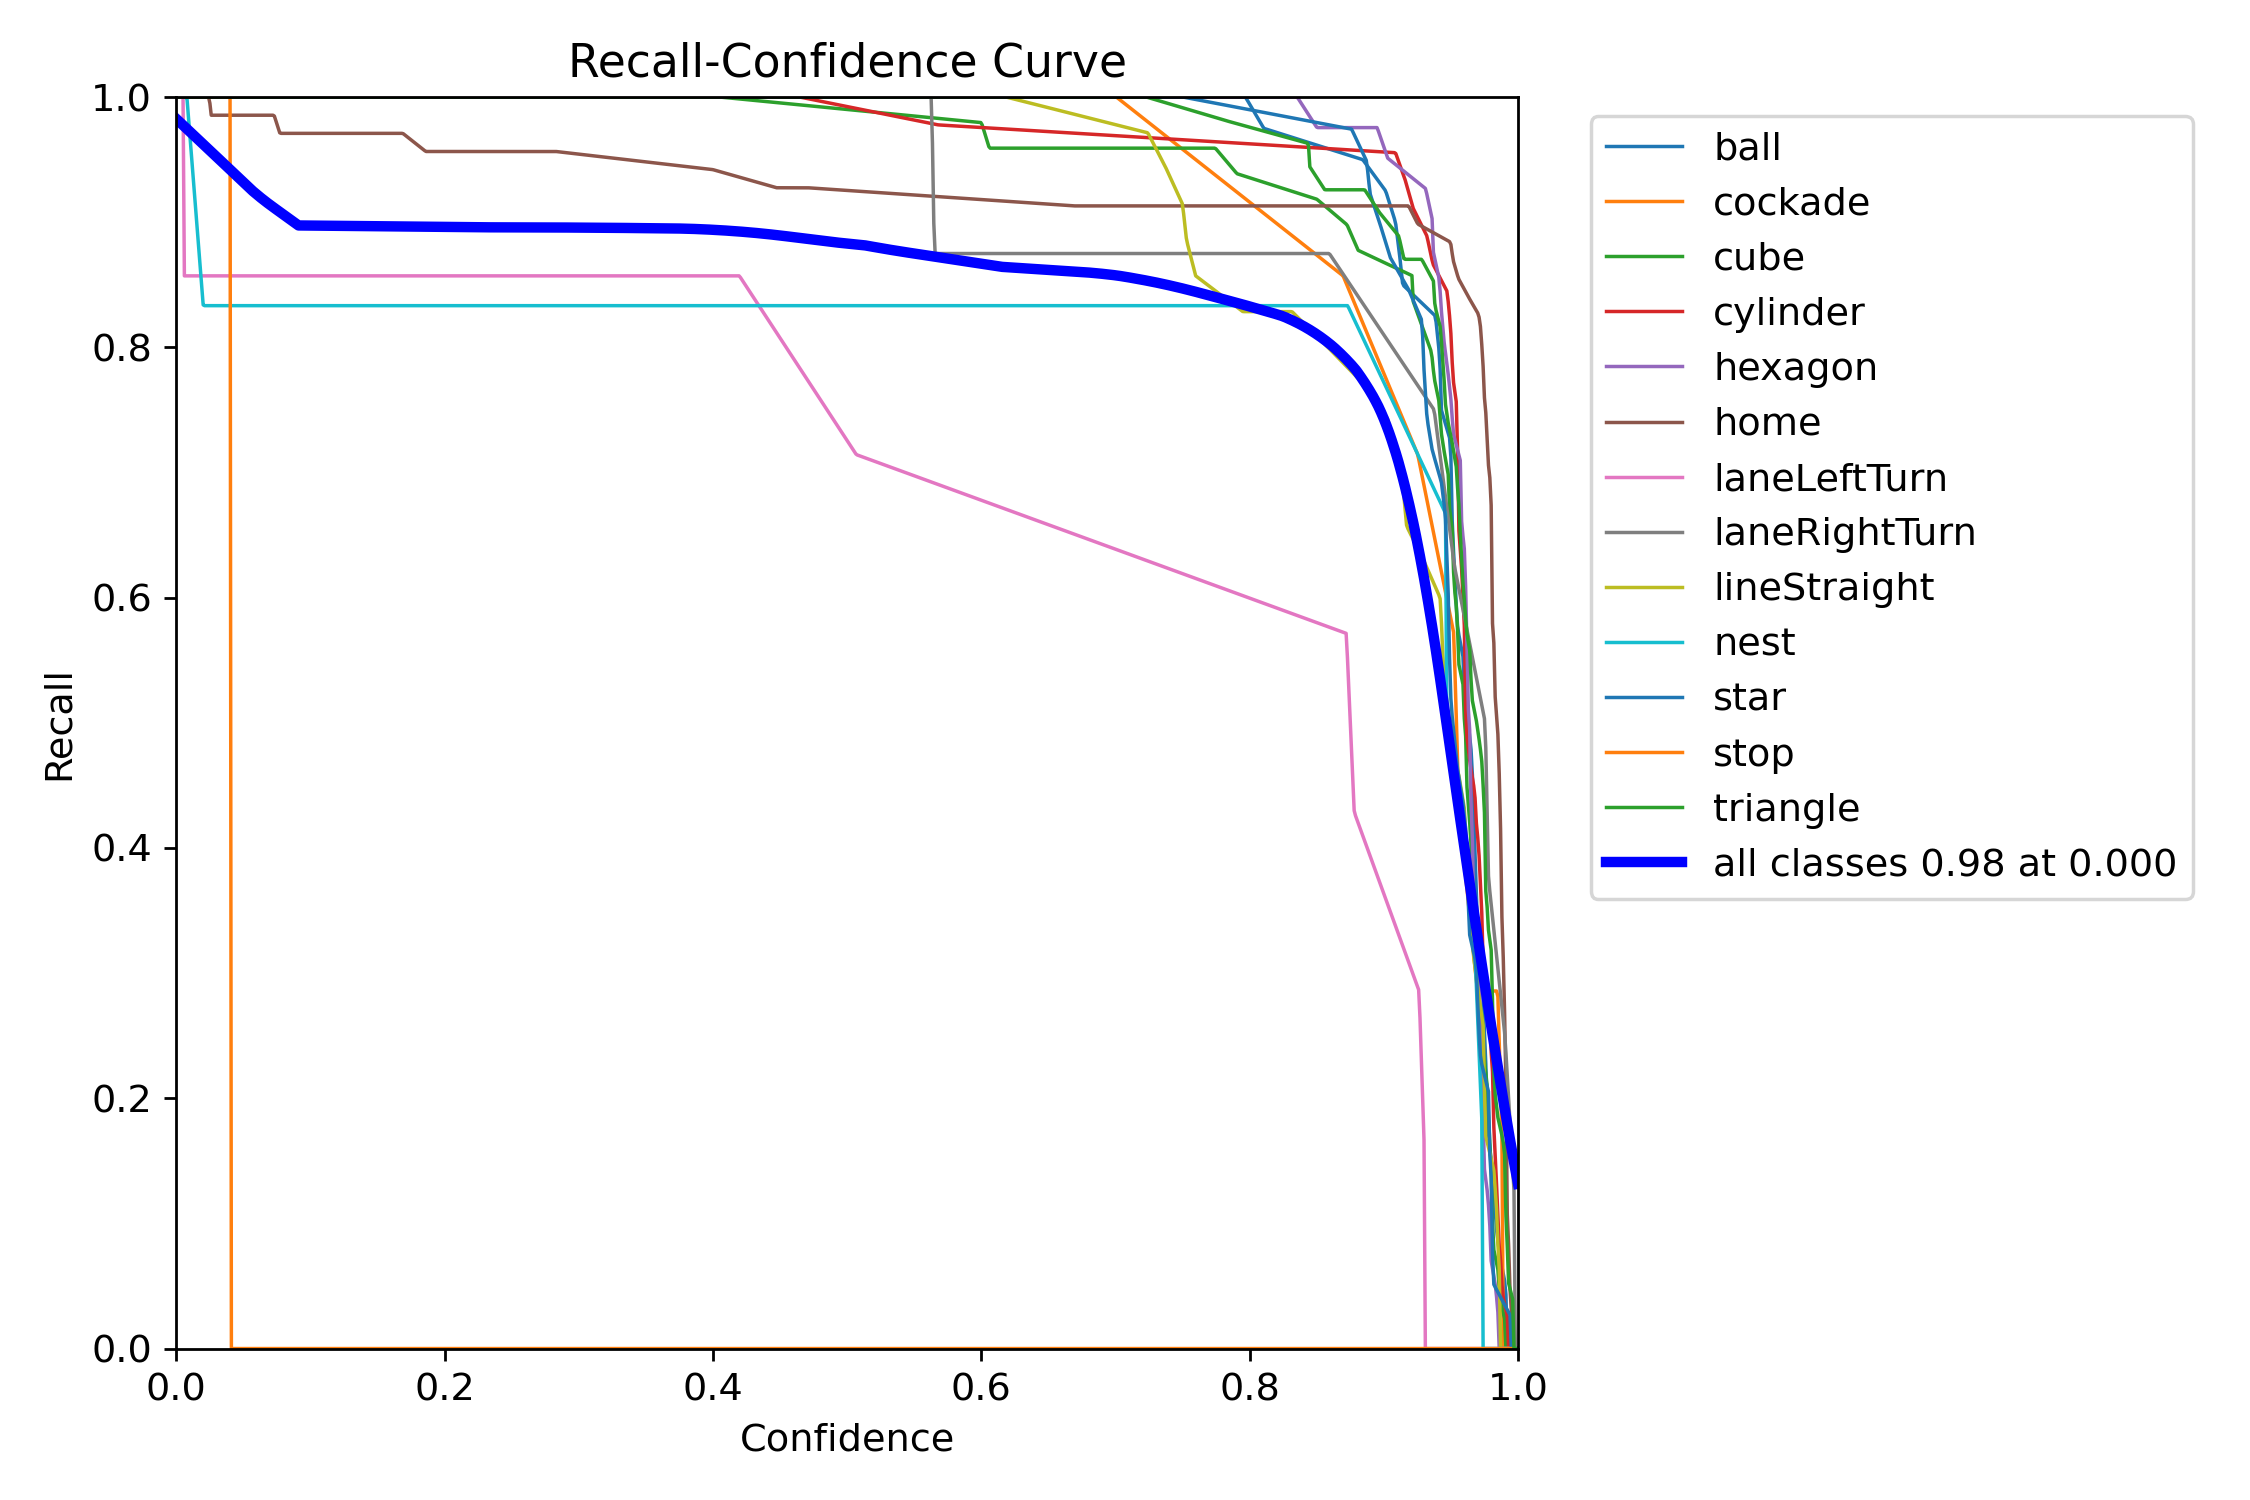 Recall-Confidence Curve
1.0
0.8
0.6
0.4
0.2
0.0
Recall
0.0 0.2 0.4 0.6 0.8 1.0
Confidence
ball
cockade
cube
cylinder
hexagon
home
laneLeftTurn
laneRightTurn
lineStraight
nest
star
stop
triangle
all classes 0.98 at 0.000